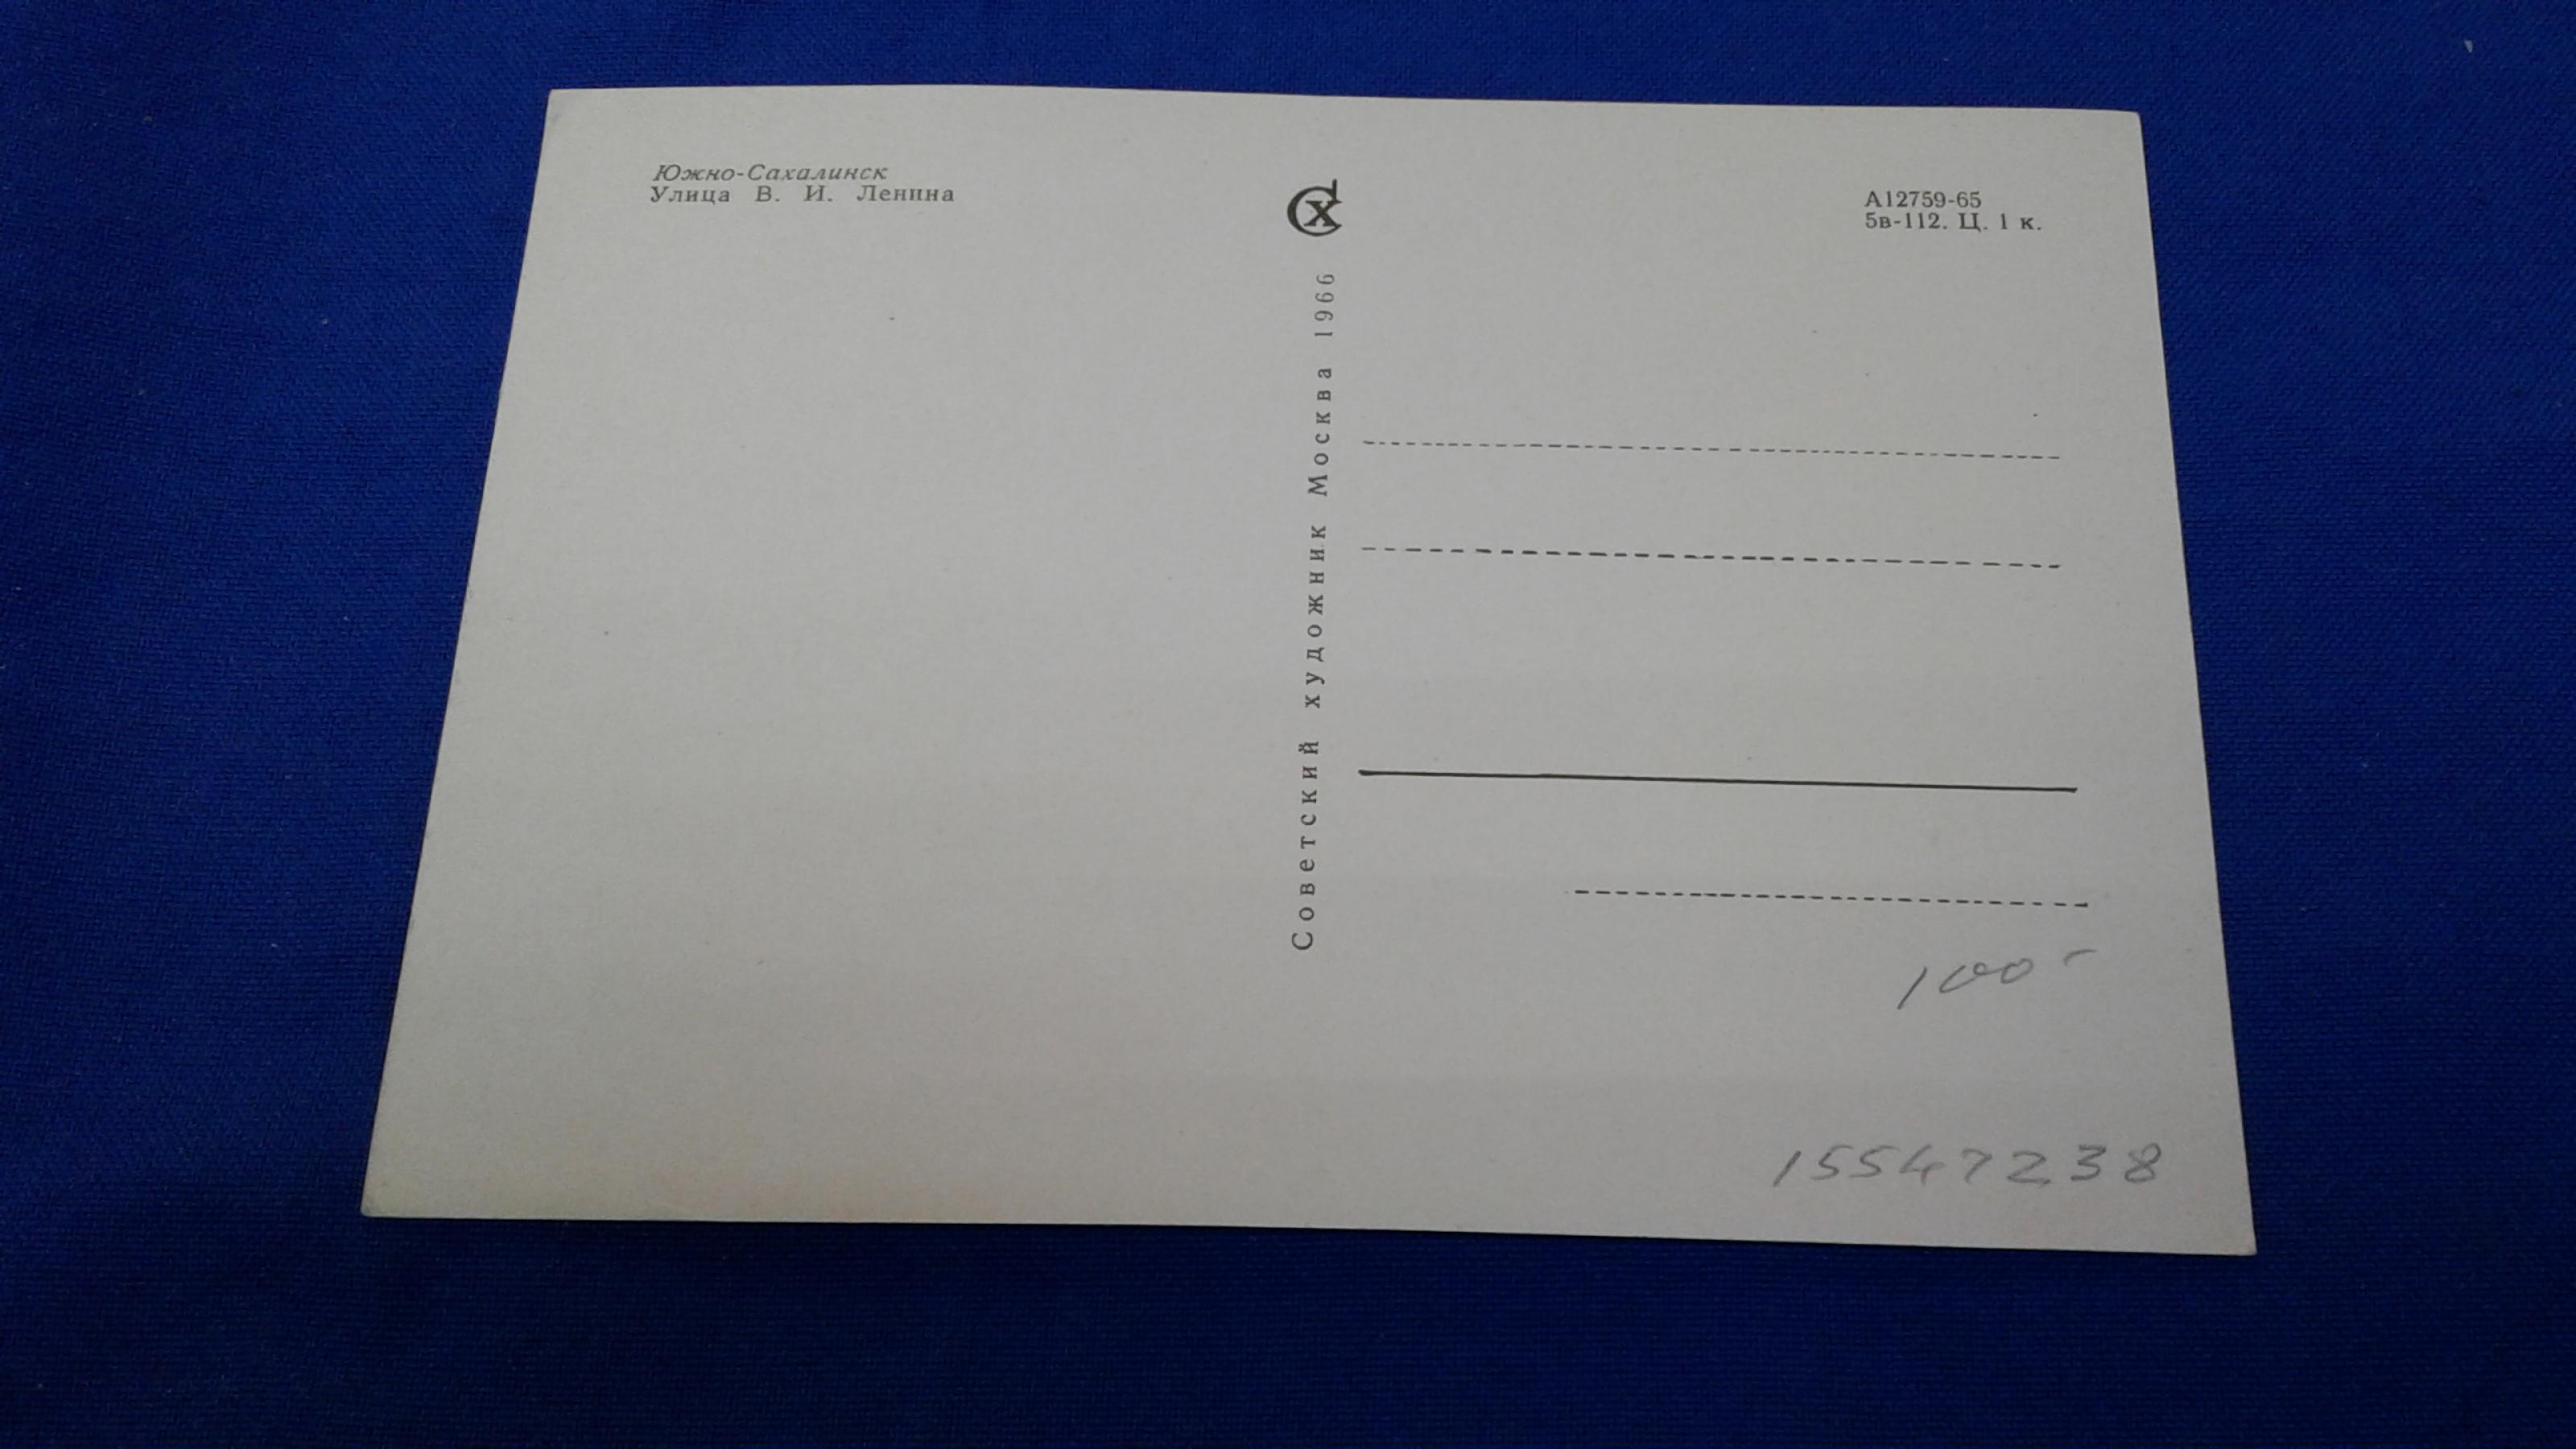 Южно-Сахалинск
Улица В. И. Ленина
СХ
А12759-65
5в-112. Ц. 1 к.
Советский художник Москва 1966
100-
15547238